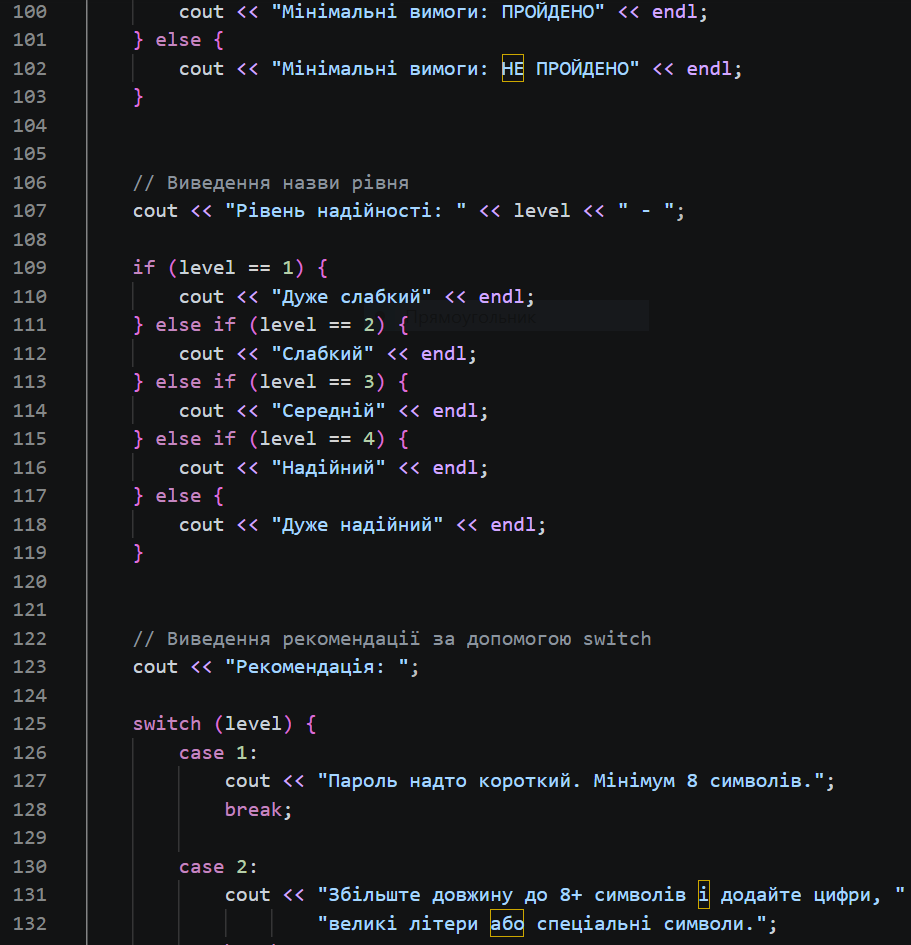 100 cout << "Мінімальні вимоги: ПРОЙДЕНО" << endl;
101 } else {
102 cout << "Мінімальні вимоги: НЕ ПРОЙДЕНО" << endl;
103 }
104
105
106 // Виведення назви рівня
107 cout << "Рівень надійності: " << level << " - ";
108
109 if (level == 1) {
110 cout << "Дуже слабкий" << endl;
111 } else if (level == 2) {
Прямоугольник
112 cout << "Слабкий" << endl;
113 } else if (level == 3) {
114 cout << "Середній" << endl;
115 } else if (level == 4) {
116 cout << "Надійний" << endl;
117 } else {
118 cout << "Дуже надійний" << endl;
119 }
120
121
122 // Виведення рекомендації за допомогою switch
123 cout << "Рекомендація: ";
124
125 switch (level) {
126 case 1:
127 cout << "Пароль надто короткий. Мінімум 8 символів.";
128 break;
129
130 case 2:
131 cout << "Збільште довжину до 8+ символів і додайте цифри, "
132 "великі літери або спеціальні символи.";